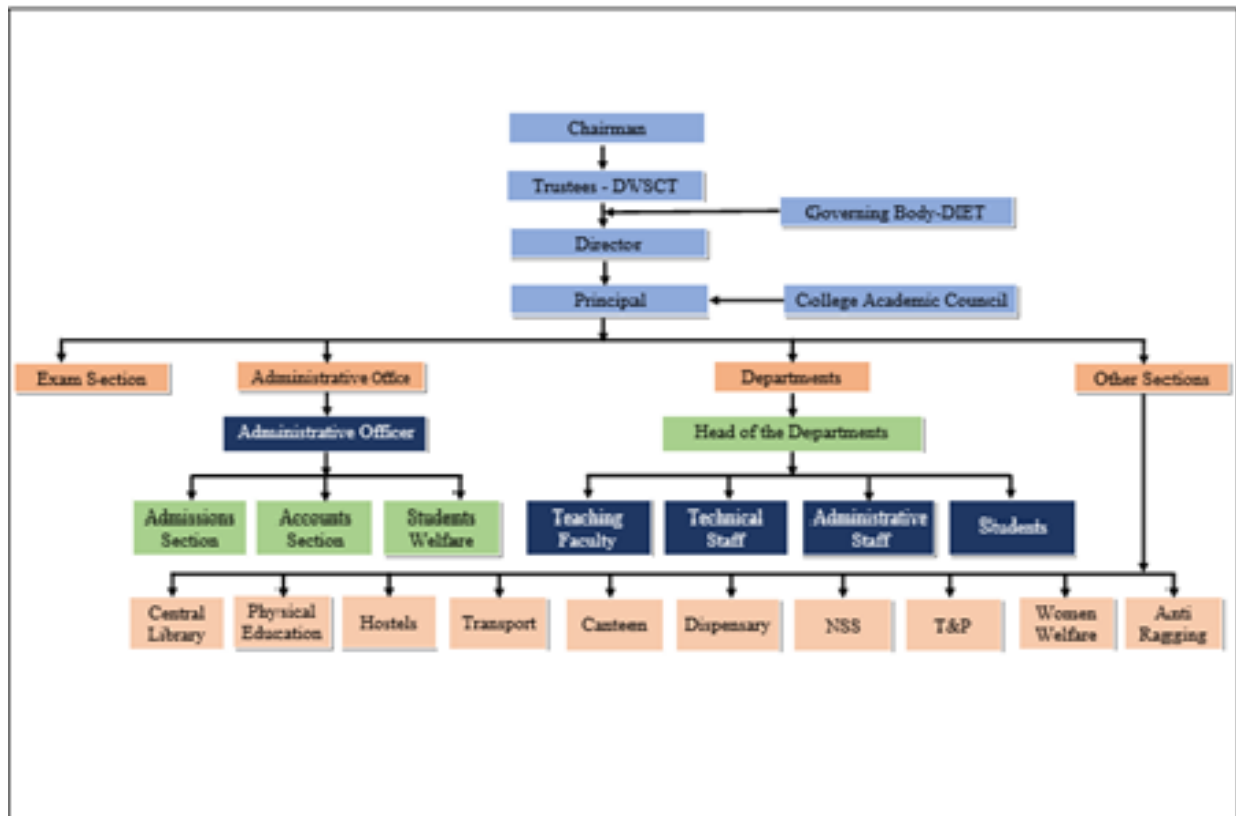 Chairman
Trustees - DVSCT
Governing Body-DIET
Director
Principal
College Academic Council
Exam Section
Administrative Office
Departments
Other Sections
Administrative Officer
Head of the Departments
Admissions
Section
Accounts
Section
Students
Welfare
Teaching
Faculty
Technical
Staff
Administrative
Staff
Students
Central
Library
Physical
Education
Hostels
Transport
Canteen
Dispensary
NSS
T&P
Women
Welfare
Anti
Ragging